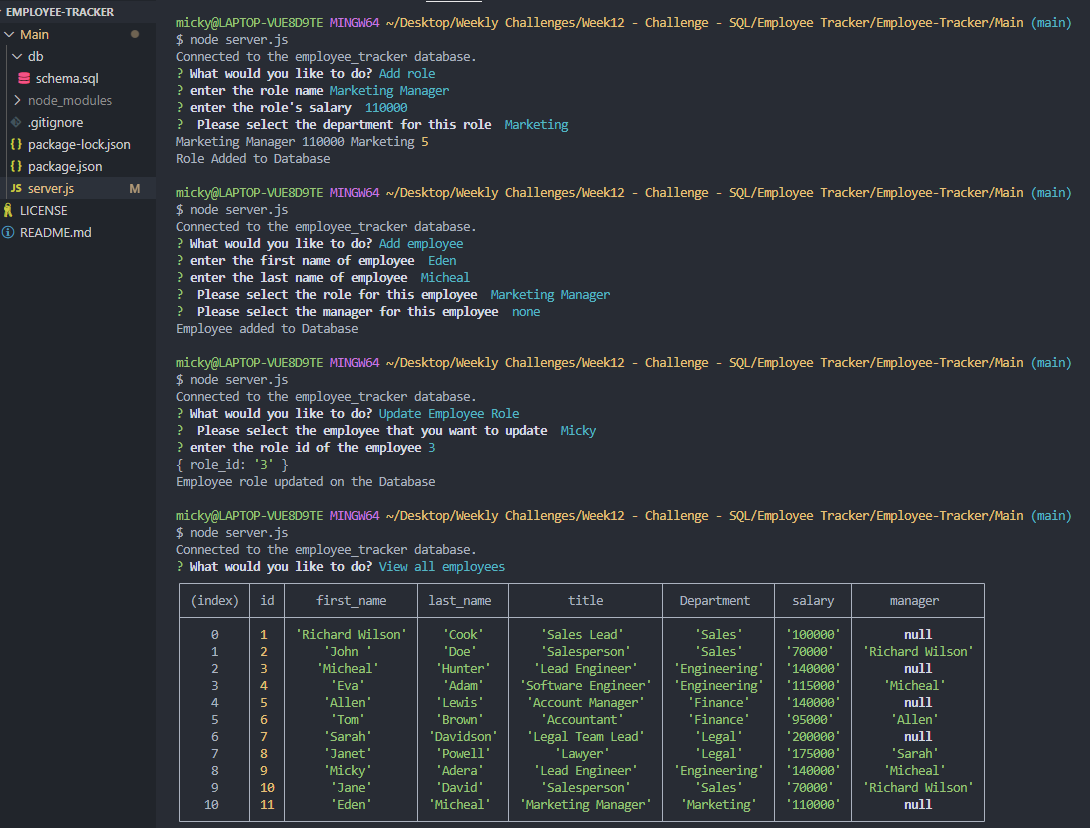 EMPLOYEE-TRACKER
Main
db
schema.sql
node_modules
.gitignore
{} package-lock.json
{} package.json
JS server.js M
LICENSE
README.md
micky@LAPTOP-VUE8D9TE MINGW64 ~/Desktop/Weekly Challenges/Week12 - Challenge - SQL/Employee Tracker/Employee-Tracker/Main (main)
$ node server.js
Connected to the employee_tracker database.
? What would you like to do? Add role
? enter the role name Marketing Manager
? enter the role's salary  110000
?  Please select the department for this role  Marketing
Marketing Manager 110000 Marketing 5
Role Added to Database
micky@LAPTOP-VUE8D9TE MINGW64 ~/Desktop/Weekly Challenges/Week12 - Challenge - SQL/Employee Tracker/Employee-Tracker/Main (main)
$ node server.js
Connected to the employee_tracker database.
? What would you like to do? Add employee
? enter the first name of employee  Eden
? enter the last name of employee  Micheal
?  Please select the role for this employee  Marketing Manager
?  Please select the manager for this employee  none
Employee added to Database
micky@LAPTOP-VUE8D9TE MINGW64 ~/Desktop/Weekly Challenges/Week12 - Challenge - SQL/Employee Tracker/Employee-Tracker/Main (main)
$ node server.js
Connected to the employee_tracker database.
? What would you like to do? Update Employee Role
?  Please select the employee that you want to update  Micky
? enter the role id of the employee 3
{ role_id: '3' }
Employee role updated on the Database
micky@LAPTOP-VUE8D9TE MINGW64 ~/Desktop/Weekly Challenges/Week12 - Challenge - SQL/Employee Tracker/Employee-Tracker/Main (main)
$ node server.js
Connected to the employee_tracker database.
? What would you like to do? View all employees
(index) id first_name last_name title Department salary manager
0 1 'Richard Wilson' 'Cook' 'Sales Lead' 'Sales' '100000' null
1 2 'John ' 'Doe' 'Salesperson' 'Sales' '70000' 'Richard Wilson'
2 3 'Micheal' 'Hunter' 'Lead Engineer' 'Engineering' '140000' null
3 4 'Eva' 'Adam' 'Software Engineer' 'Engineering' '115000' 'Micheal'
4 5 'Allen' 'Lewis' 'Account Manager' 'Finance' '140000' null
5 6 'Tom' 'Brown' 'Accountant' 'Finance' '95000' 'Allen'
6 7 'Sarah' 'Davidson' 'Legal Team Lead' 'Legal' '200000' null
7 8 'Janet' 'Powell' 'Lawyer' 'Legal' '175000' 'Sarah'
8 9 'Micky' 'Adera' 'Lead Engineer' 'Engineering' '140000' 'Micheal'
9 10 'Jane' 'David' 'Salesperson' 'Sales' '70000' 'Richard Wilson'
10 11 'Eden' 'Micheal' 'Marketing Manager' 'Marketing' '110000' null